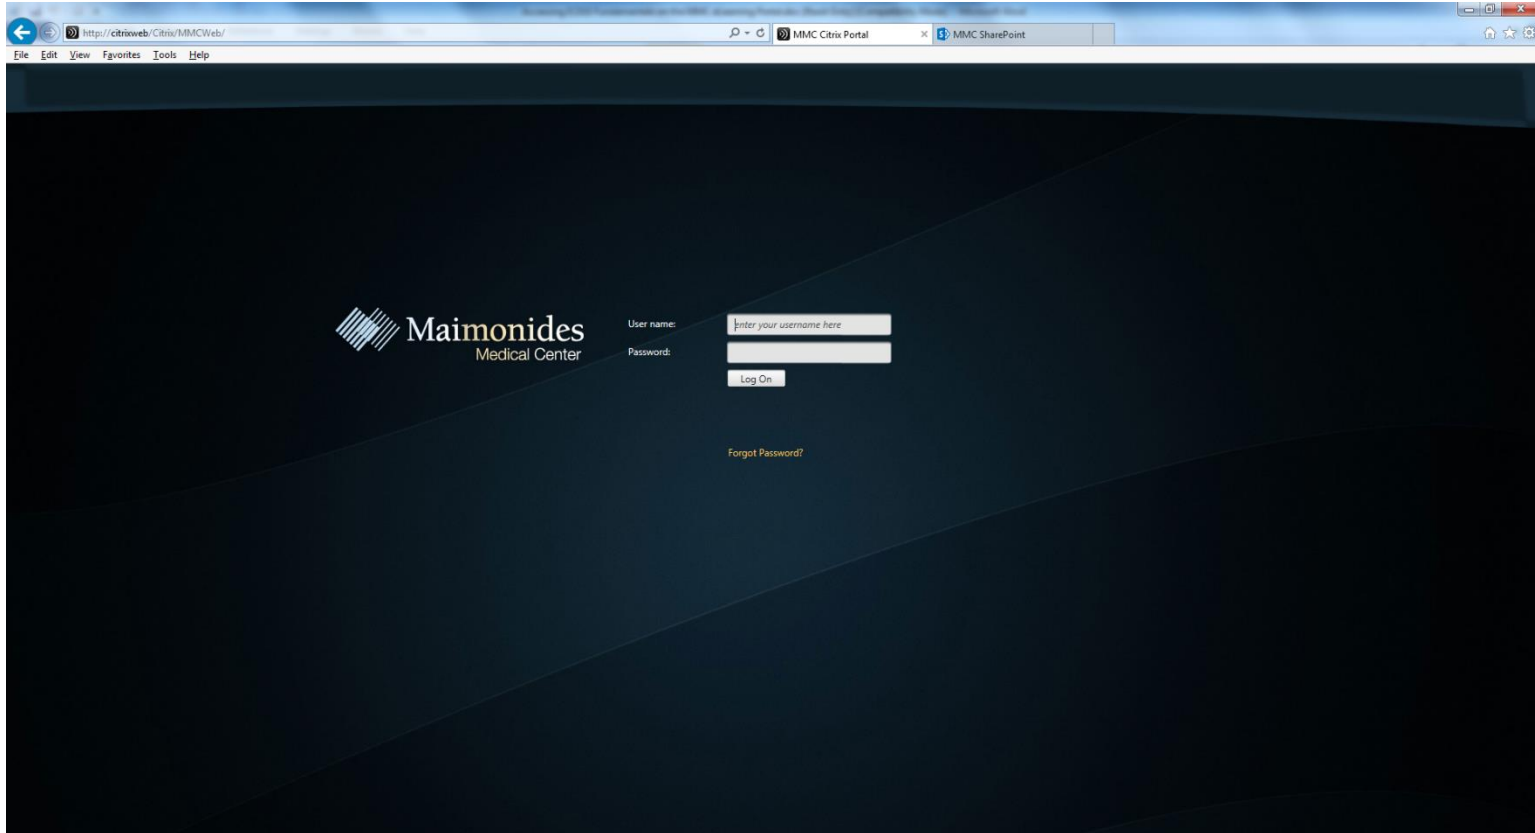 http://citrixweb/Citrix/MMCWeb/
MMC Citrix Portal
MMC SharePoint
File Edit View Favorites Tools Help
Maimonides
Medical Center
User name:
enter your username here
Password:
Log On
Forgot Password?